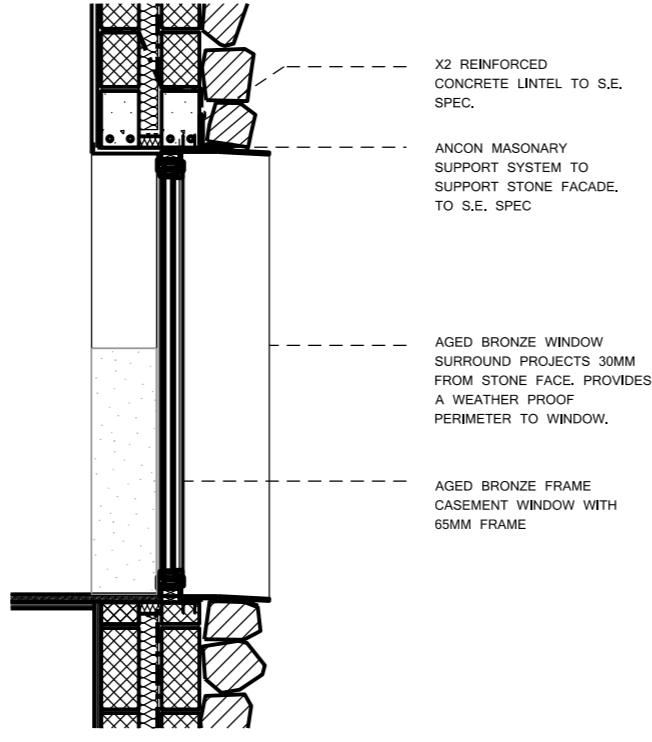 X2 REINFORCED
CONCRETE LINTEL TO S.E.
SPEC.
ANCON MASONARY
SUPPORT SYSTEM TO
SUPPORT STONE FACADE.
TO S.E. SPEC
AGED BRONZE WINDOW
SURROUND PROJECTS 30MM
FROM STONE FACE. PROVIDES
A WEATHER PROOF
PERIMETER TO WINDOW.
AGED BRONZE FRAME
CASEMENT WINDOW WITH
65MM FRAME